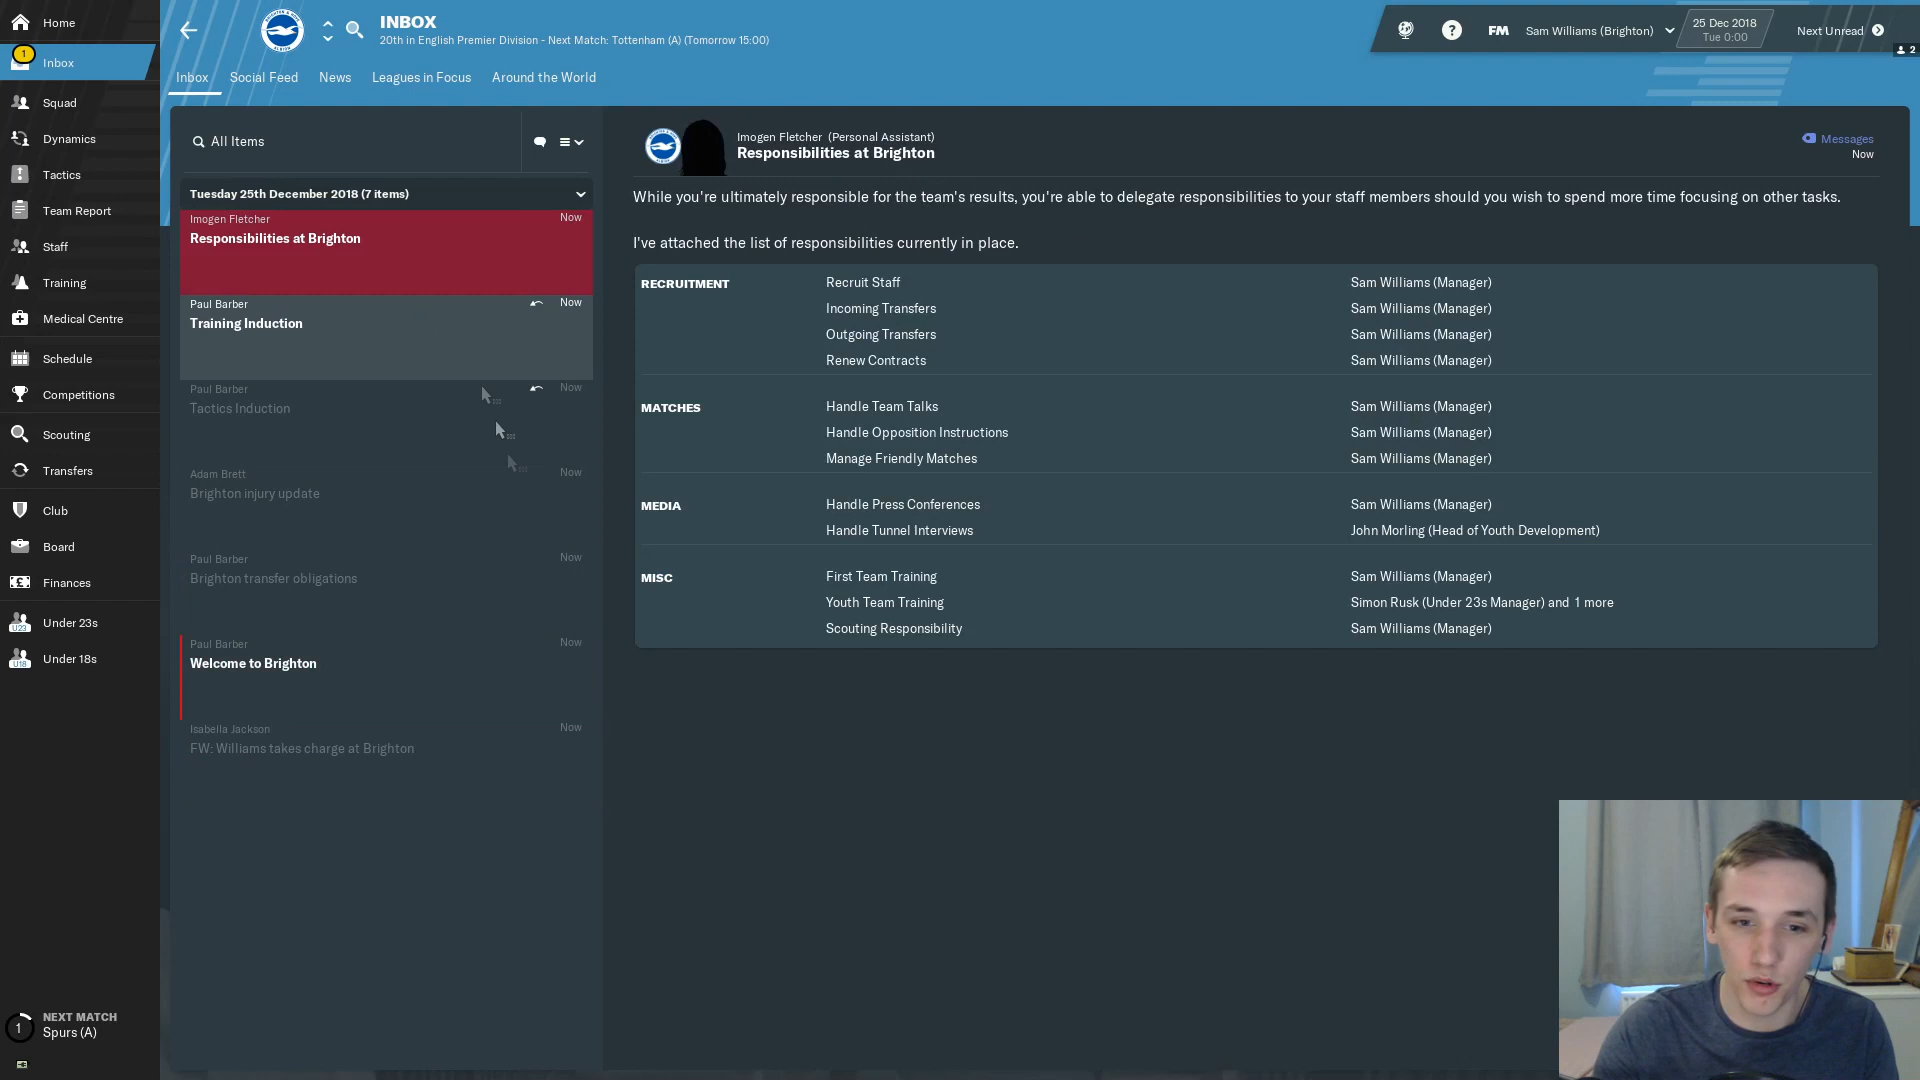 Home
1
Inbox
Squad
Dynamics
Tactics
Team Report
Staff
Training
Medical Centre
Schedule
Competitions
Scouting
Transfers
Club
Board
Finances
U23
Under 23s
U18
Under 18s
1
NEXT MATCH
Spurs (A)
INBOX
20th in English Premier Division - Next Match: Tottenham (A) (Tomorrow 15:00)
?
FM
Sam Williams (Brighton)
25 Dec 2018
Tue 0:00
Next Unread
2
Inbox
Social Feed
News
Leagues in Focus
Around the World
All Items
Tuesday 25th December 2018 (7 items)
Imogen Fletcher
Now
Responsibilities at Brighton
Paul Barber
Now
Training Induction
Paul Barber
Now
Tactics Induction
Adam Brett
Now
Brighton injury update
Paul Barber
Now
Brighton transfer obligations
Paul Barber
Now
Welcome to Brighton
Isabella Jackson
Now
FW: Williams takes charge at Brighton
Imogen Fletcher (Personal Assistant)
Responsibilities at Brighton
Messages
Now
While you're ultimately responsible for the team's results, you're able to delegate responsibilities to your staff members should you wish to spend more time focusing on other tasks.
I've attached the list of responsibilities currently in place.
RECRUITMENT
Recruit Staff Sam Williams (Manager)
Incoming Transfers Sam Williams (Manager)
Outgoing Transfers Sam Williams (Manager)
Renew Contracts Sam Williams (Manager)
MATCHES
Handle Team Talks Sam Williams (Manager)
Handle Opposition Instructions Sam Williams (Manager)
Manage Friendly Matches Sam Williams (Manager)
MEDIA
Handle Press Conferences Sam Williams (Manager)
Handle Tunnel Interviews John Morling (Head of Youth Development)
MISC
First Team Training Sam Williams (Manager)
Youth Team Training Simon Rusk (Under 23s Manager) and 1 more
Scouting Responsibility Sam Williams (Manager)